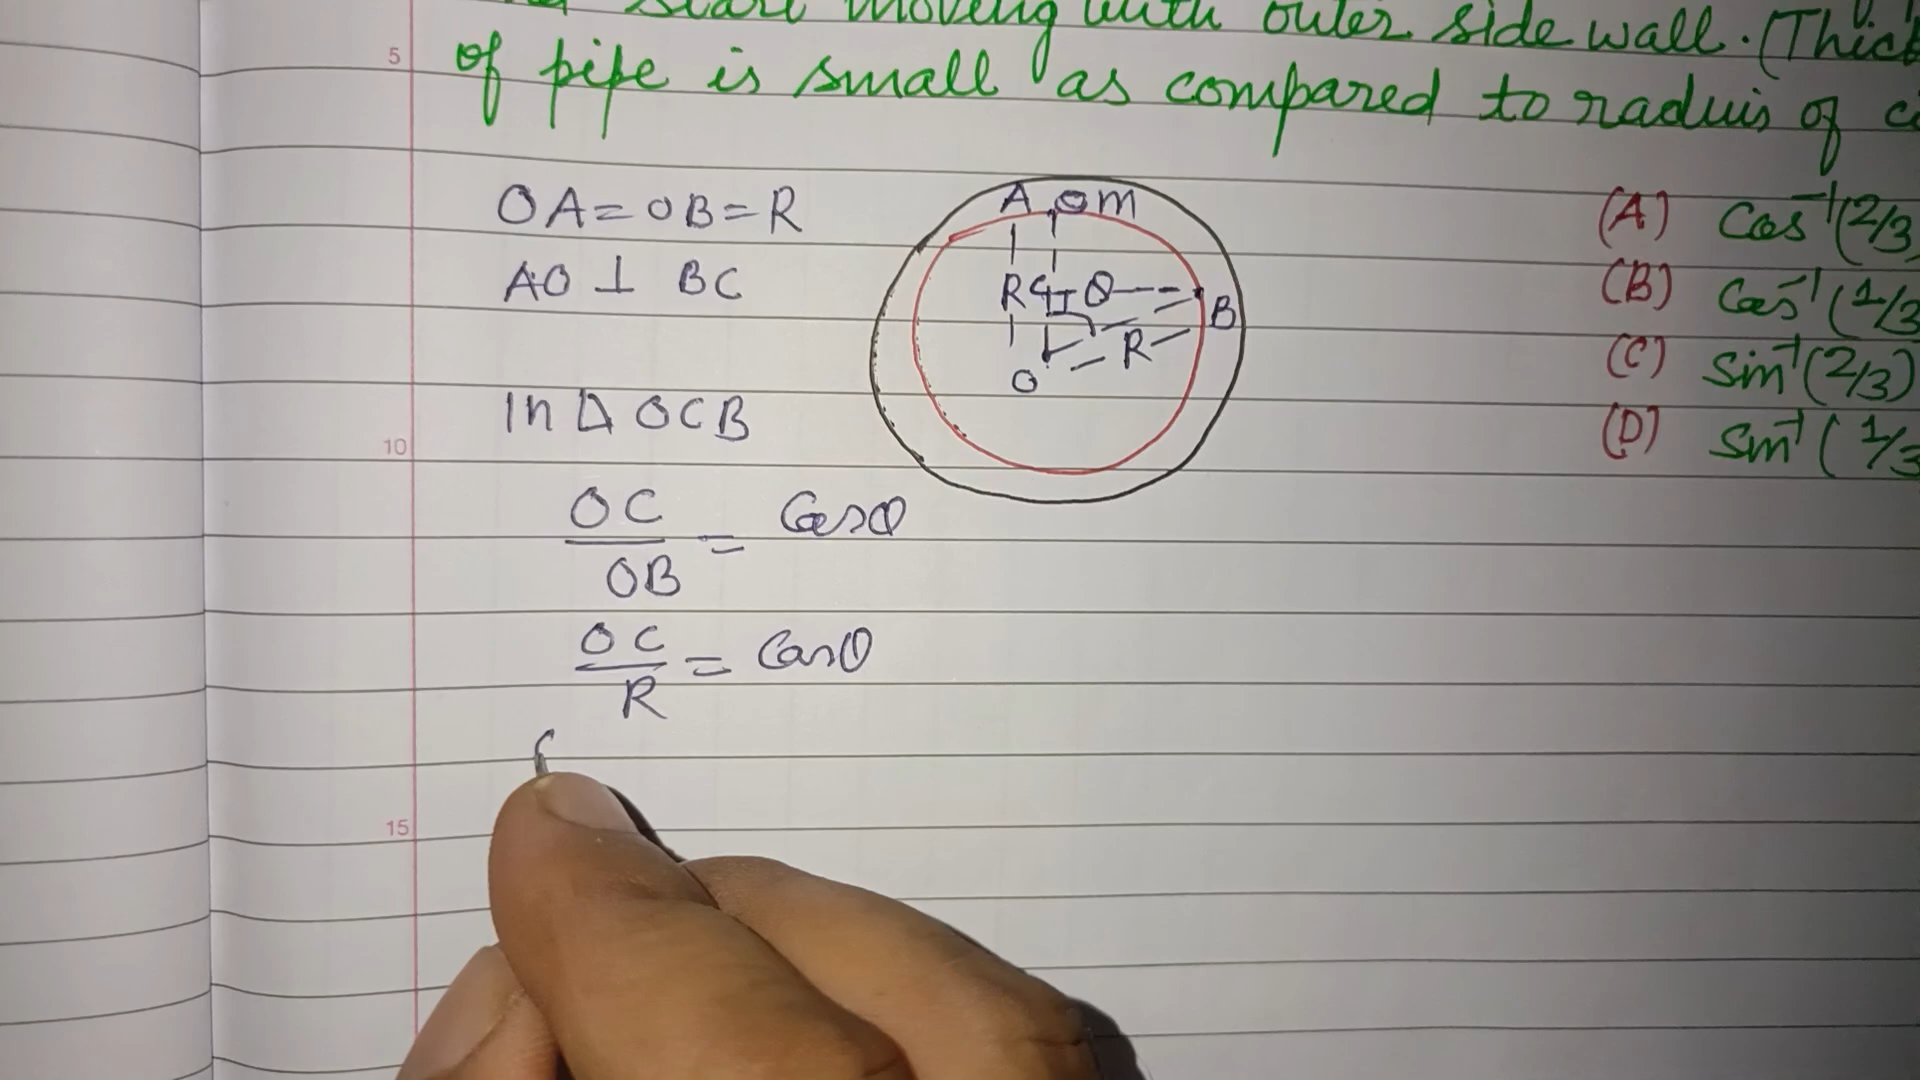 start moving with outer side wall. (Thick
5
of pipe is small as compared to raduis of
OA=OB=R
AO ⊥ BC
A m
R C θ
B
R
O
(A) Cos⁻¹(2/3
(B) Cos⁻¹(1/3
(C) Sin⁻¹(2/3)
(D) Sin⁻¹(1/3
In Δ OCB
10
OC/OB = Cosθ
OC/R = Cosθ
15